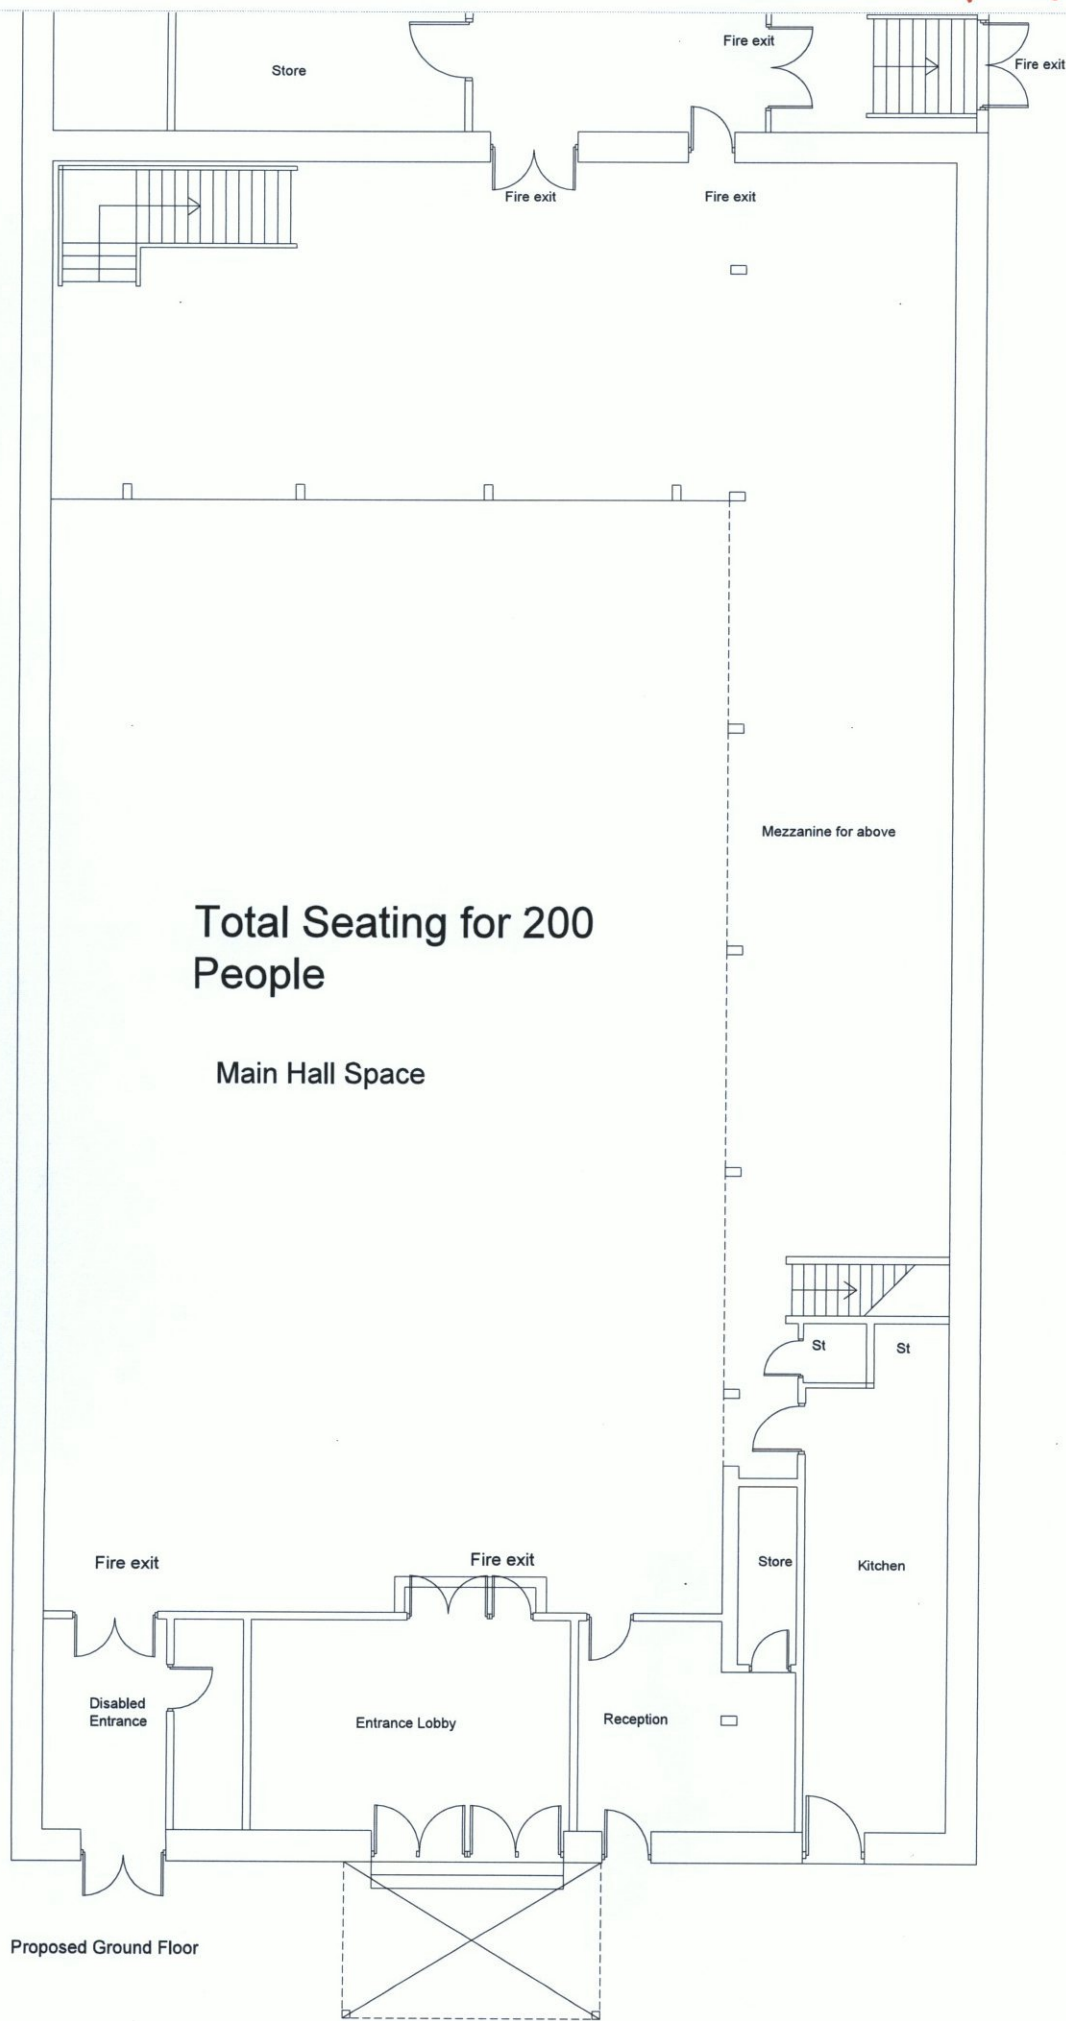 Fire exit
Fire exit
Store
Fire exit
Fire exit
Mezzanine for above
Total Seating for 200
People
Main Hall Space
St
St
Fire exit
Fire exit
Store
Kitchen
Disabled
Entrance
Entrance Lobby
Reception
Proposed Ground Floor